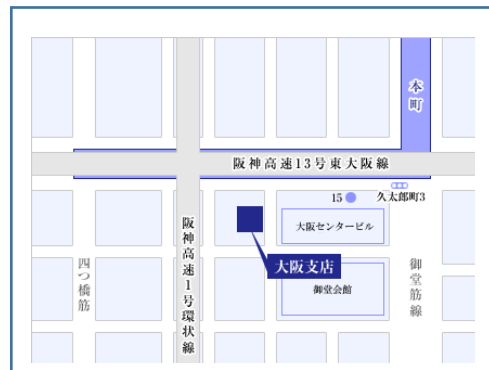 本町
阪神高速13号東大阪線
15
久太郎町3
大阪センタービル
阪神高速1号環状線
大阪支店
四つ橋筋
御堂筋線
御堂会館